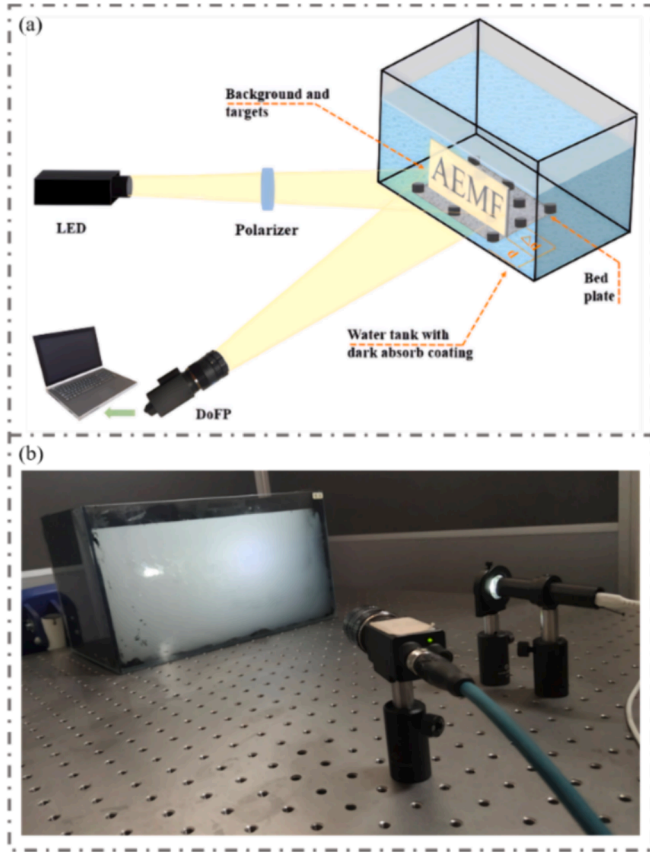 (a)
Background and
targets
AEMF
LED
Polarizer
d
Bed
plate
Water tank with
dark absorb coating
DoFP
(b)